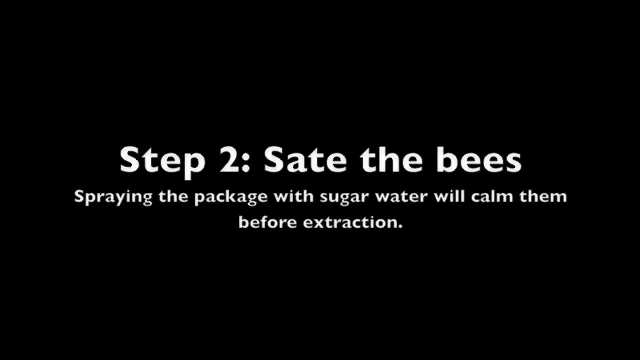 Step 2: Sate the bees
Spraying the package with sugar water will calm them
before extraction.